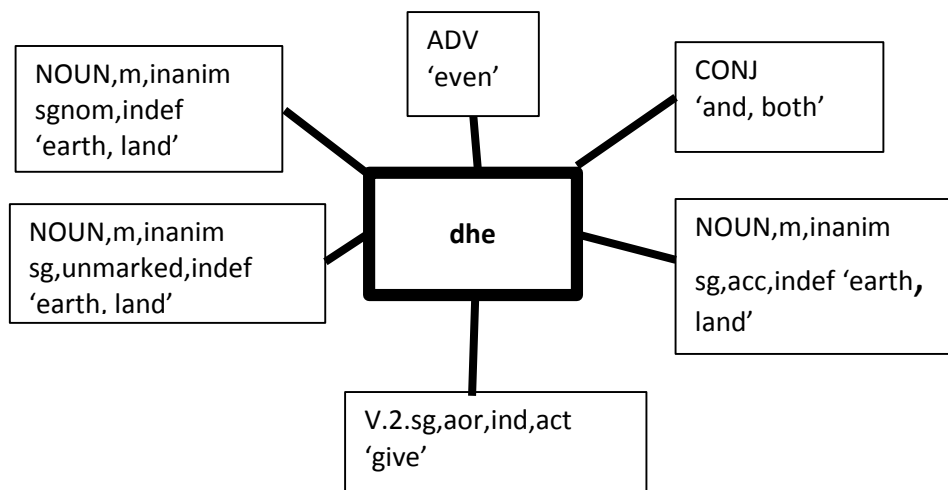 ADV
‘even’
NOUN,m,inanim
sgnom,indef
‘earth, land’
CONJ
‘and, both’
dhe
NOUN,m,inanim
sg,unmarked,indef
‘earth, land’
NOUN,m,inanim
sg,acc,indef ‘earth,
land’
V.2.sg,aor,ind,act
‘give’